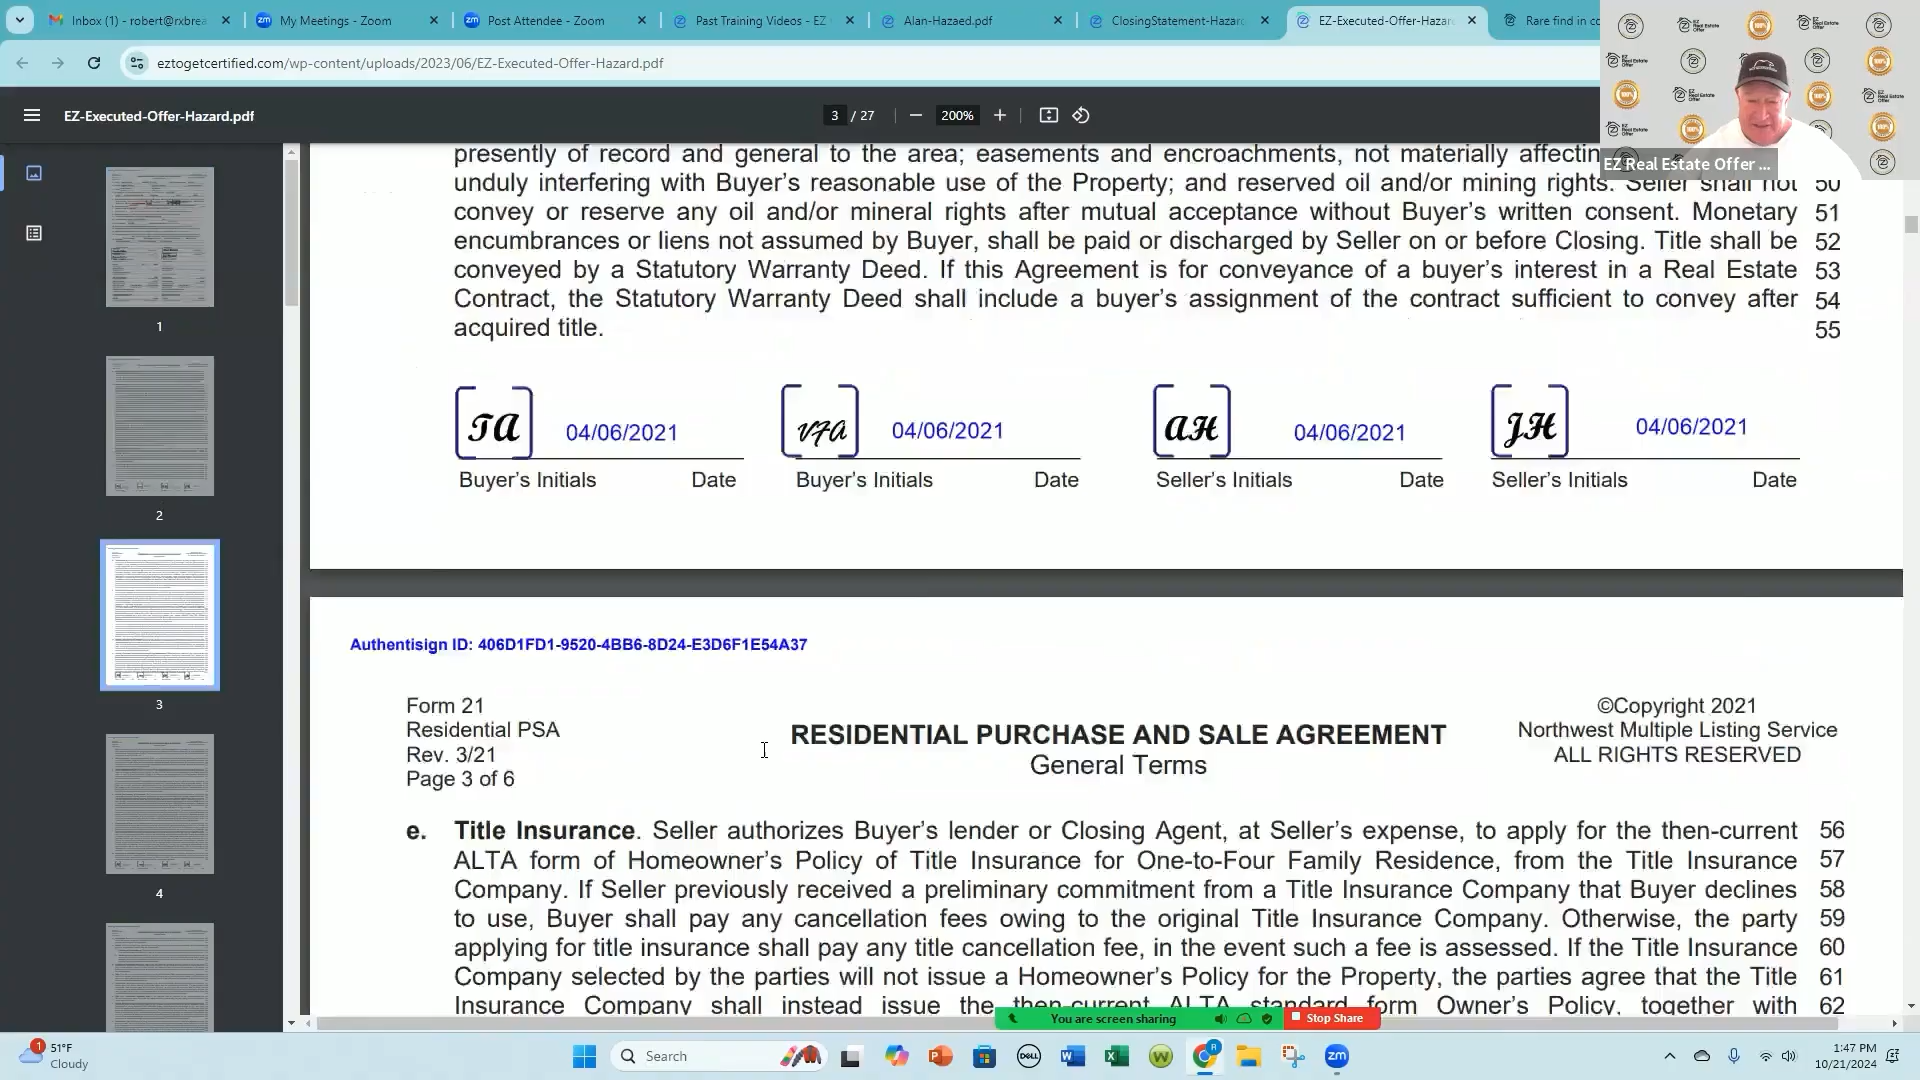 Inbox (1) - robert@rxbrea
My Meetings - Zoom
Post Attendee - Zoom
Past Training Videos - EZ
Alan-Hazaed.pdf
ClosingStatement-Hazar
EZ-Executed-Offer-Hazar
Rare find in co
eztogetcertified.com/wp-content/uploads/2023/06/EZ-Executed-Offer-Hazard.pdf
EZ-Executed-Offer-Hazard.pdf
3 / 27
200%
EZ Real Estate Offer ...
1
2
3
4
presently of record and general to the area; easements and encroachments, not materially affectin
unduly interfering with Buyer's reasonable use of the Property; and reserved oil and/or mining rights. Seller shall not 50
convey or reserve any oil and/or mineral rights after mutual acceptance without Buyer's written consent. Monetary 51
encumbrances or liens not assumed by Buyer, shall be paid or discharged by Seller on or before Closing. Title shall be 52
conveyed by a Statutory Warranty Deed. If this Agreement is for conveyance of a buyer's interest in a Real Estate 53
Contract, the Statutory Warranty Deed shall include a buyer's assignment of the contract sufficient to convey after 54
acquired title. 55
TA 04/06/2021 VFA 04/06/2021 AH 04/06/2021 JH 04/06/2021
Buyer's Initials Date Buyer's Initials Date Seller's Initials Date Seller's Initials Date
Authentisign ID: 406D1FD1-9520-4BB6-8D24-E3D6F1E54A37
Form 21
Residential PSA
Rev. 3/21
Page 3 of 6
RESIDENTIAL PURCHASE AND SALE AGREEMENT
General Terms
©Copyright 2021
Northwest Multiple Listing Service
ALL RIGHTS RESERVED
e. Title Insurance. Seller authorizes Buyer's lender or Closing Agent, at Seller's expense, to apply for the then-current 56
ALTA form of Homeowner's Policy of Title Insurance for One-to-Four Family Residence, from the Title Insurance 57
Company. If Seller previously received a preliminary commitment from a Title Insurance Company that Buyer declines 58
to use, Buyer shall pay any cancellation fees owing to the original Title Insurance Company. Otherwise, the party 59
applying for title insurance shall pay any title cancellation fee, in the event such a fee is assessed. If the Title Insurance 60
Company selected by the parties will not issue a Homeowner's Policy for the Property, the parties agree that the Title 61
Insurance Company shall instead issue the then-current ALTA standard form Owner's Policy, together with 62
You are screen sharing
Stop Share
1
51°F
Cloudy
Search
1:47 PM
10/21/2024